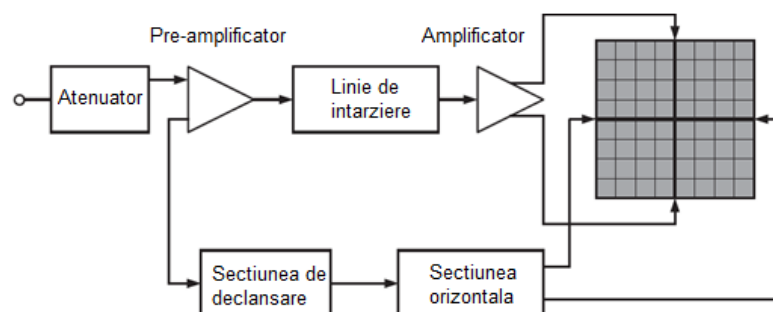 Pre-amplificator
Amplificator
Atenuator
Linie de
intarziere
Sectiunea de
declansare
Sectiunea
orizontala